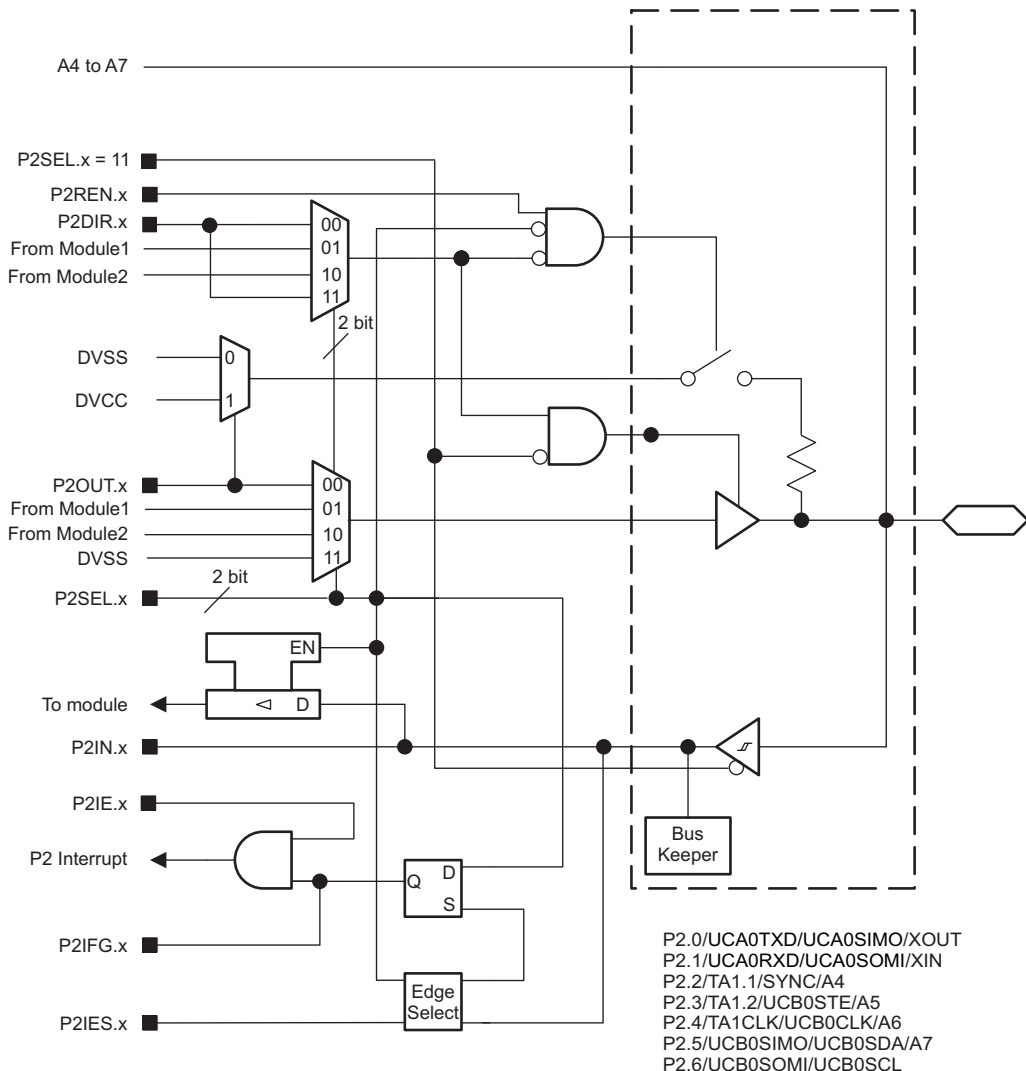 A4 to A7
P2SEL.x = 11
P2REN.x
P2DIR.x
From Module1
From Module2
00
01
10
11
2 bit
DVSS
DVCC
0
1
P2OUT.x
From Module1
From Module2
DVSS
00
01
10
11
2 bit
P2SEL.x
EN
D
To module
P2IN.x
P2IE.x
P2 Interrupt
Q
D
S
Bus
Keeper
P2IFG.x
Edge
Select
P2IES.x
P2.0/UCA0TXD/UCA0SIMO/XOUT
P2.1/UCA0RXD/UCA0SOMI/XIN
P2.2/TA1.1/SYNC/A4
P2.3/TA1.2/UCB0STE/A5
P2.4/TA1CLK/UCB0CLK/A6
P2.5/UCB0SIMO/UCB0SDA/A7
P2.6/UCB0SOMI/UCB0SCL